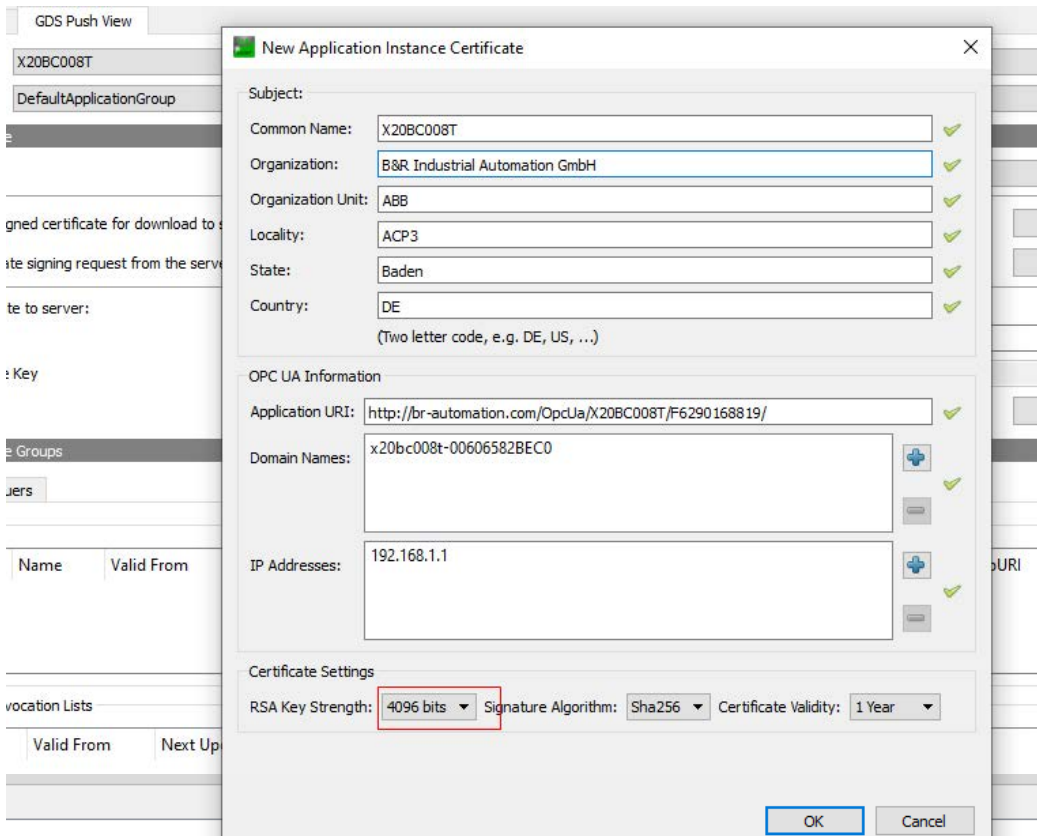 GDS Push View
X20BC008T
DefaultApplicationGroup
e
gned certificate for download to s
ate signing request from the serve
te to server:
e Key
e Groups
uers
Name Valid From
pURI
vocation Lists
Valid From Next Up
New Application Instance Certificate
Subject:
Common Name: X20BC008T
Organization: B&R Industrial Automation GmbH
Organization Unit: ABB
Locality: ACP3
State: Baden
Country: DE
(Two letter code, e.g. DE, US, ...)
OPC UA Information
Application URI: http://br-automation.com/OpcUa/X20BC008T/F6290168819/
Domain Names: x20bc008t-00606582BEC0
IP Addresses: 192.168.1.1
Certificate Settings
RSA Key Strength: 4096 bits Signature Algorithm: Sha256 Certificate Validity: 1 Year
OK Cancel